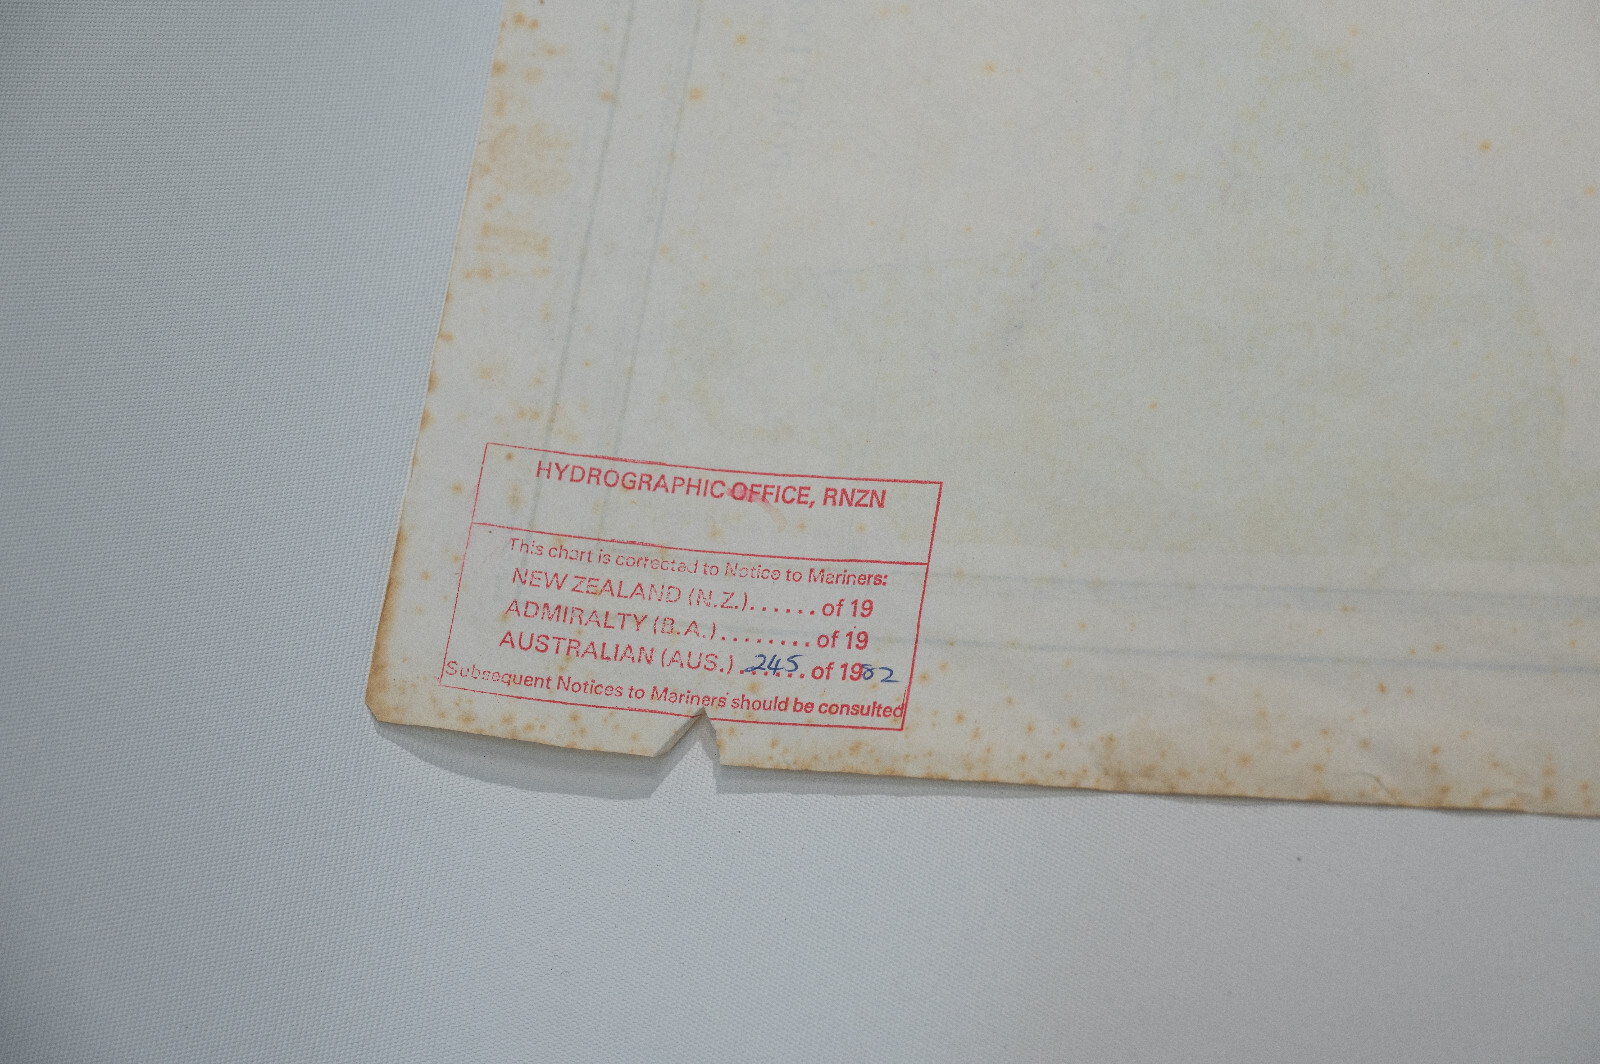 HYDROGRAPHIC OFFICE, RNZN
This chart is corrected to Notice to Mariners:
NEW ZEALAND (N.Z.)...... of 19
ADMIRALTY (B.A.)........ of 19
AUSTRALIAN (AUS.) 245 of 1982
Subsequent Notices to Mariners should be consulted